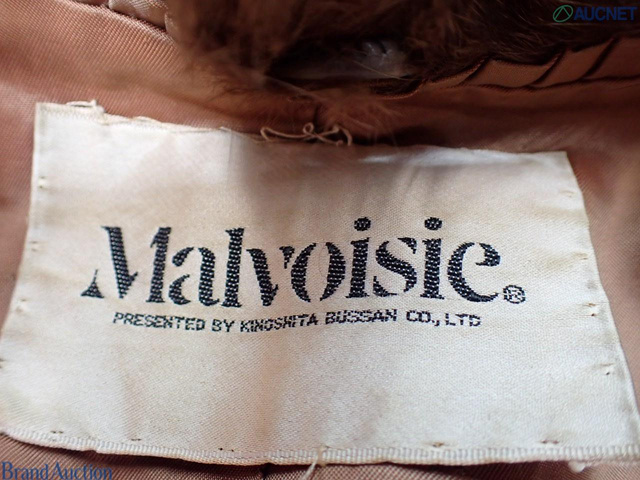 AUCNET
Malvoisie®
PRESENTED BY KINOSHITA BUSSAN CO., LTD
Brand Auction